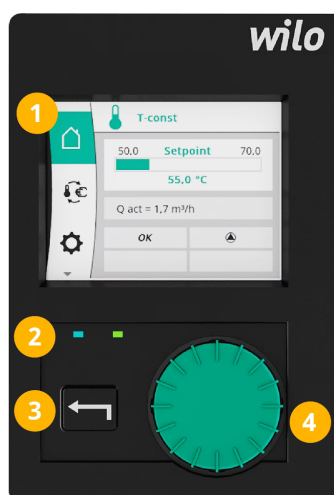 wilo
1
T-const
50,0 Setpoint 70,0
55,0 °C
Q act = 1,7 m³/h
OK
2
3
4